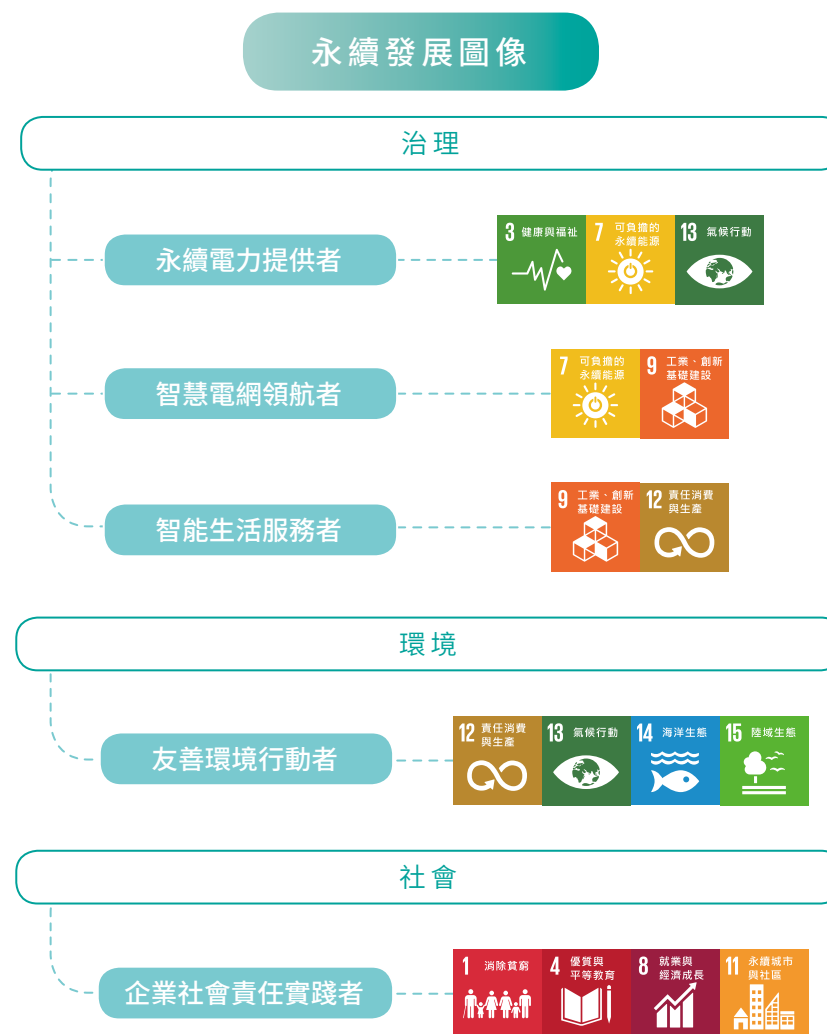 永續發展圖像
治理
永續電力提供者
3 健康與福祉
7 可負擔的
永續能源
13 氣候行動
智慧電網領航者
7 可負擔的
永續能源
9 工業、創新
基礎建設
智能生活服務者
9 工業、創新
基礎建設
12 責任消費
與生產
環境
友善環境行動者
12 責任消費
與生產
13 氣候行動
14 海洋生態
15 陸域生態
社會
企業社會責任實踐者
1 消除貧窮
4 優質與
平等教育
8 就業與
經濟成長
11 永續城市
與社區